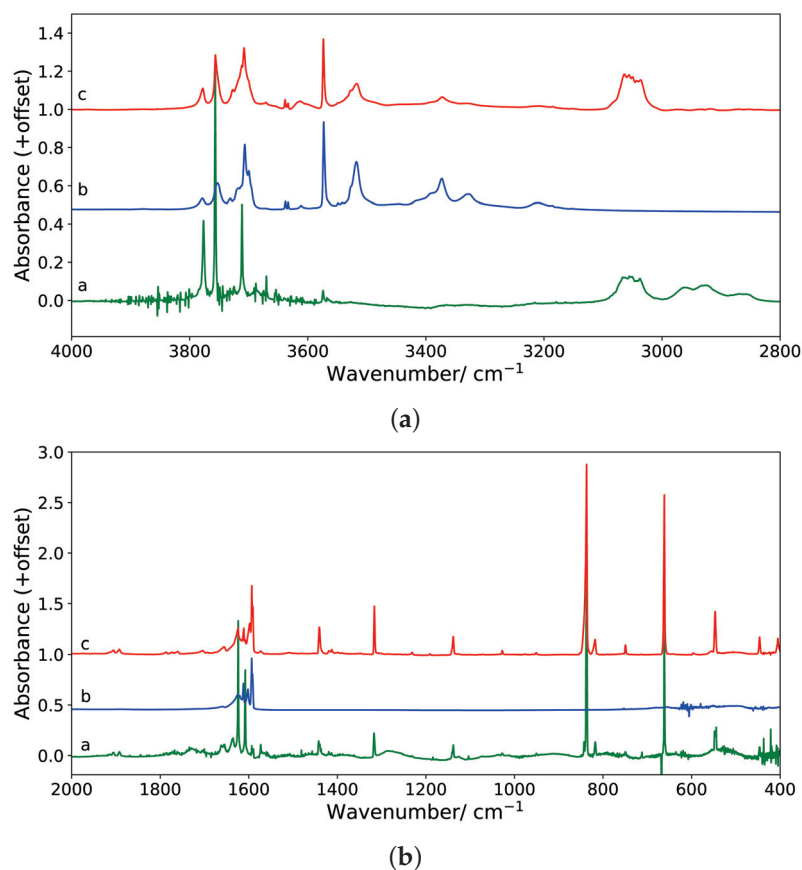 Absorbance (+offset)
1.4
1.2
1.0
0.8
0.6
0.4
0.2
0.0
c
b
a
4000 3800 3600 3400 3200 3000 2800
Wavenumber/ cm⁻¹
(a)
Absorbance (+offset)
3.0
2.5
2.0
1.5
1.0
0.5
0.0
c
b
a
2000 1800 1600 1400 1200 1000 800 600 400
Wavenumber/ cm⁻¹
(b)